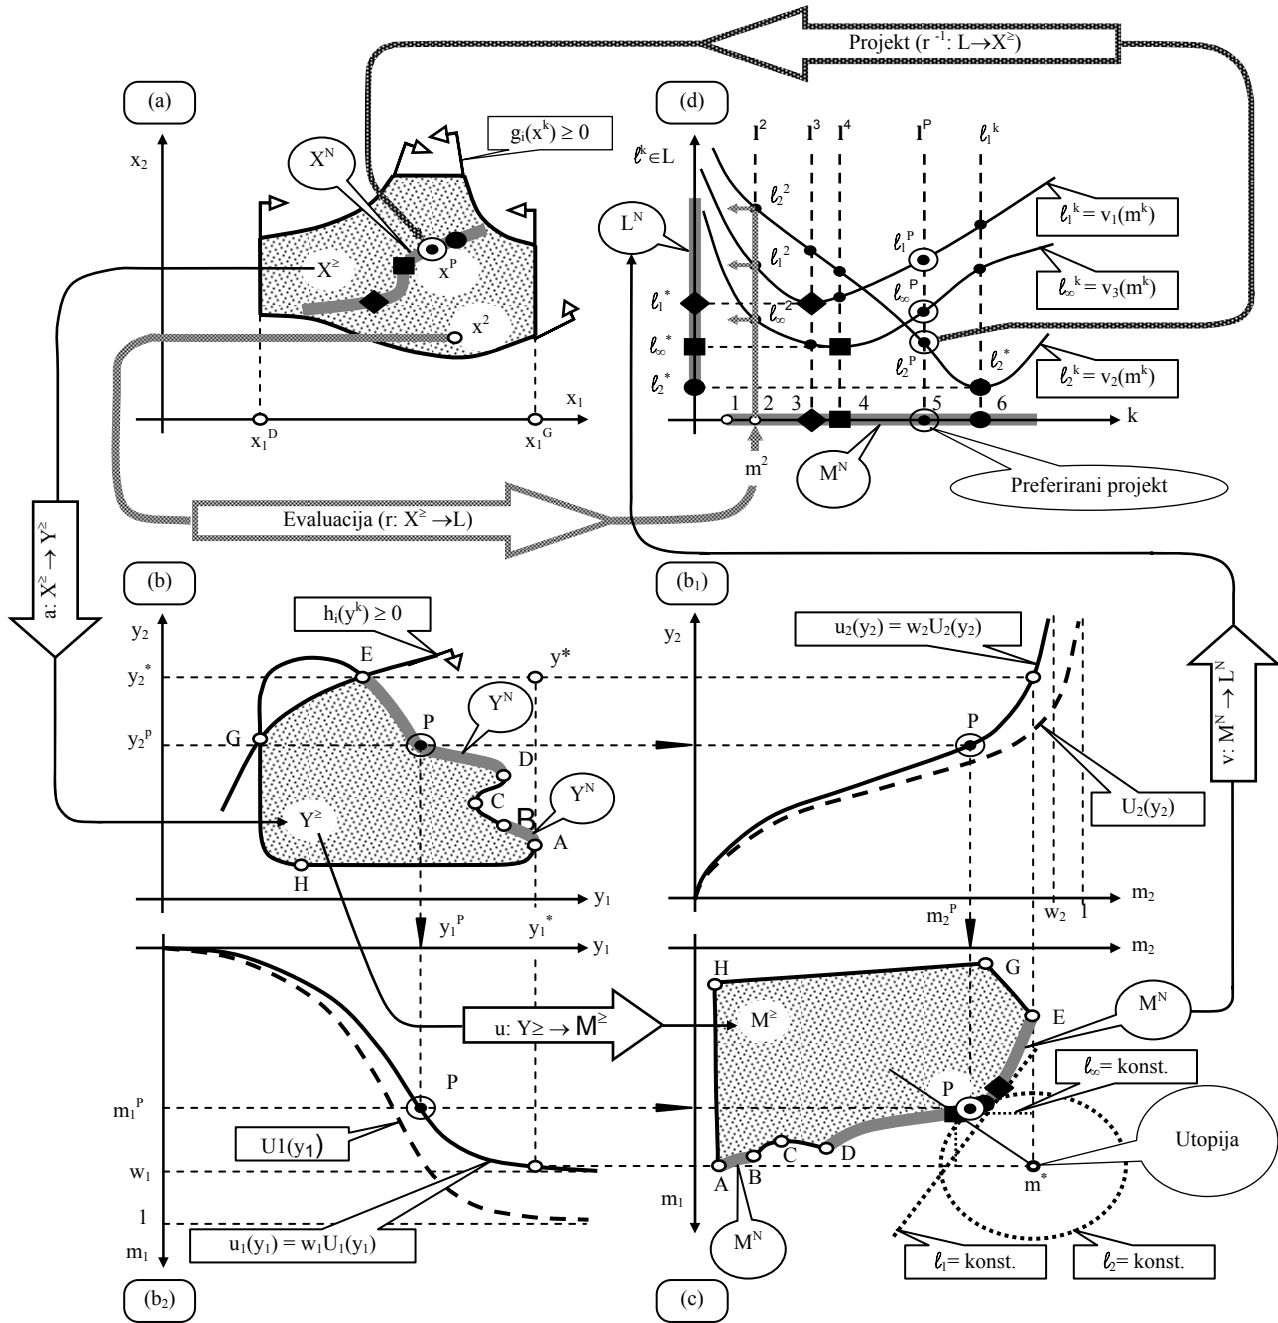 Projekt (r⁻¹: L→X≥)
(a)
x₂
gᵢ(xᵏ) ≥ 0
Xᴺ
X≥
xᴾ
x²
x₁
x₁ᴰ
x₁ᴳ
(d)
l² l³ l⁴ lᴾ ℓ₁ᵏ
ℓᵏ∈L
Lᴺ
ℓ₂²
ℓ₁²
ℓ∞²
ℓ₁ᴾ
ℓ∞ᴾ
ℓ₂ᴾ
ℓ₂*
ℓ₁*
ℓ∞*
ℓ₂*
ℓ₁ᵏ = v₁(mᵏ)
ℓ∞ᵏ = v₃(mᵏ)
ℓ₂ᵏ = v₂(mᵏ)
1 2 3 4 5 6
k
m²
Mᴺ
Preferirani projekt
Evaluacija (r: X≥ →L)
a: X≥ → Y≥
(b)
y₂
hᵢ(yᵏ) ≥ 0
E
y*
y₂*
Yᴺ
G
P
y₂ᵖ
D
C
B
Yᴺ
A
Y≥
H
y₁
y₁ᴾ
y₁*
(b₁)
y₂
u₂(y₂) = w₂U₂(y₂)
P
U₂(y₂)
m₂ᴾ
w₂
1
m₂
v: Mᴺ → Lᴺ
y₁
u: Y≥ → M≥
P
m₁ᴾ
U1(y₁)
w₁
1
m₁
u₁(y₁) = w₁U₁(y₁)
(b₂)
m₂
H
G
M≥
E
Mᴺ
P
ℓ∞= konst.
Utopija
C
D
A
B
m*
m₁
Mᴺ
ℓ₁= konst.
ℓ₂= konst.
(c)